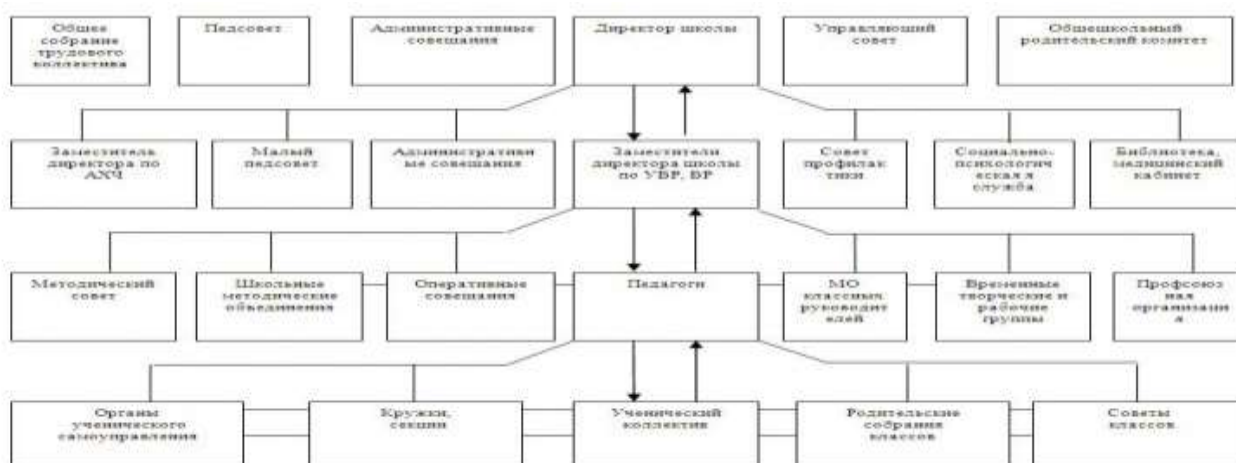 Общее
собрание
трудового
коллектива
Педсовет
Административные
совещания
Директор школы
Управляющий
совет
Общешкольный
родительский комитет
Заместитель
директора по
АХЧ
Малый
педсовет
Административн
ые совещания
Заместители
директора школы
по УВР, ВР
Совет
профилак
тики
Социально-
психологич
еская я
служба
Библиотека,
медицинский
кабинет
Методический
совет
Школьные
методические
объединения
Оперативные
совещания
Педагоги
МО
классных
руководит
елей
Временные
творческие и
рабочие
группы
Профсоюз
ная
организаци
я
Органы
ученического
самоуправления
Кружки,
секции
Ученический
коллектив
Родительские
собрания
классов
Советы
классов